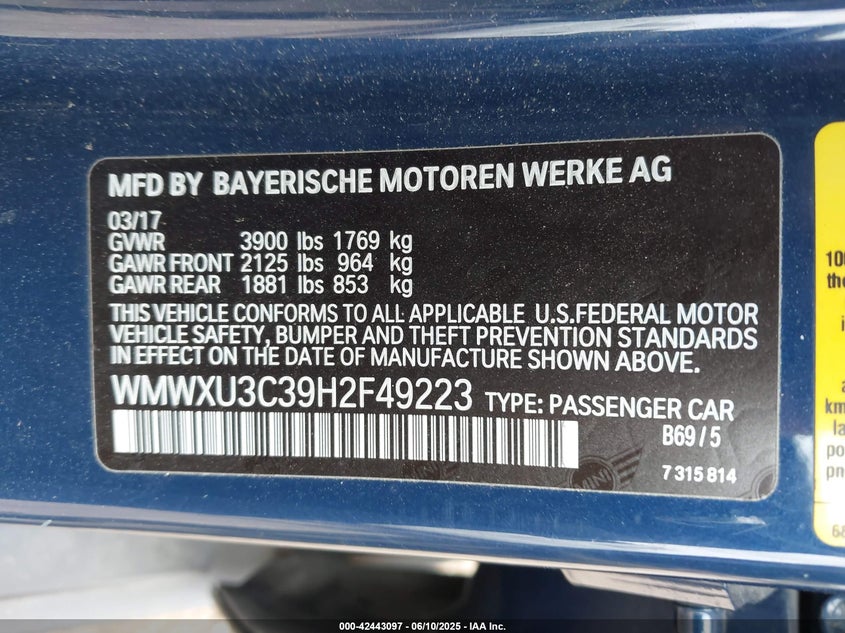 MFD BY BAYERISCHE MOTOREN WERKE AG
03/17
GVWR 3900 lbs 1769 kg
GAWR FRONT 2125 lbs 964 kg
GAWR REAR 1881 lbs 853 kg
THIS VEHICLE CONFORMS TO ALL APPLICABLE U.S.FEDERAL MOTOR
VEHICLE SAFETY, BUMPER AND THEFT PREVENTION STANDARDS
IN EFFECT ON THE DATE OF MANUFACTURE SHOWN ABOVE.
WMWXU3C39H2F49223 TYPE: PASSENGER CAR
B69/5
MINI
7315814
000-42443097 - 06/10/2025 - IAA Inc.